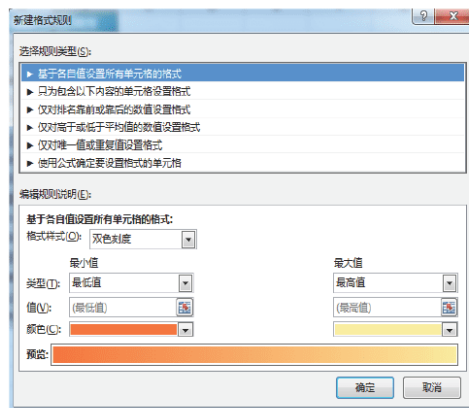 新建格式规则
选择规则类型(S):
► 基于各自值设置所有单元格的格式
► 只为包含以下内容的单元格设置格式
► 仅对排名靠前或靠后的数值设置格式
► 仅对高于或低于平均值的数值设置格式
► 仅对唯一值或重复值设置格式
► 使用公式确定要设置格式的单元格
编辑规则说明(E):
基于各自值设置所有单元格的格式:
格式样式(O): 双色刻度
最小值 最大值
类型(T): 最低值 最高值
值(V): (最低值) (最高值)
颜色(C):
预览:
确定 取消